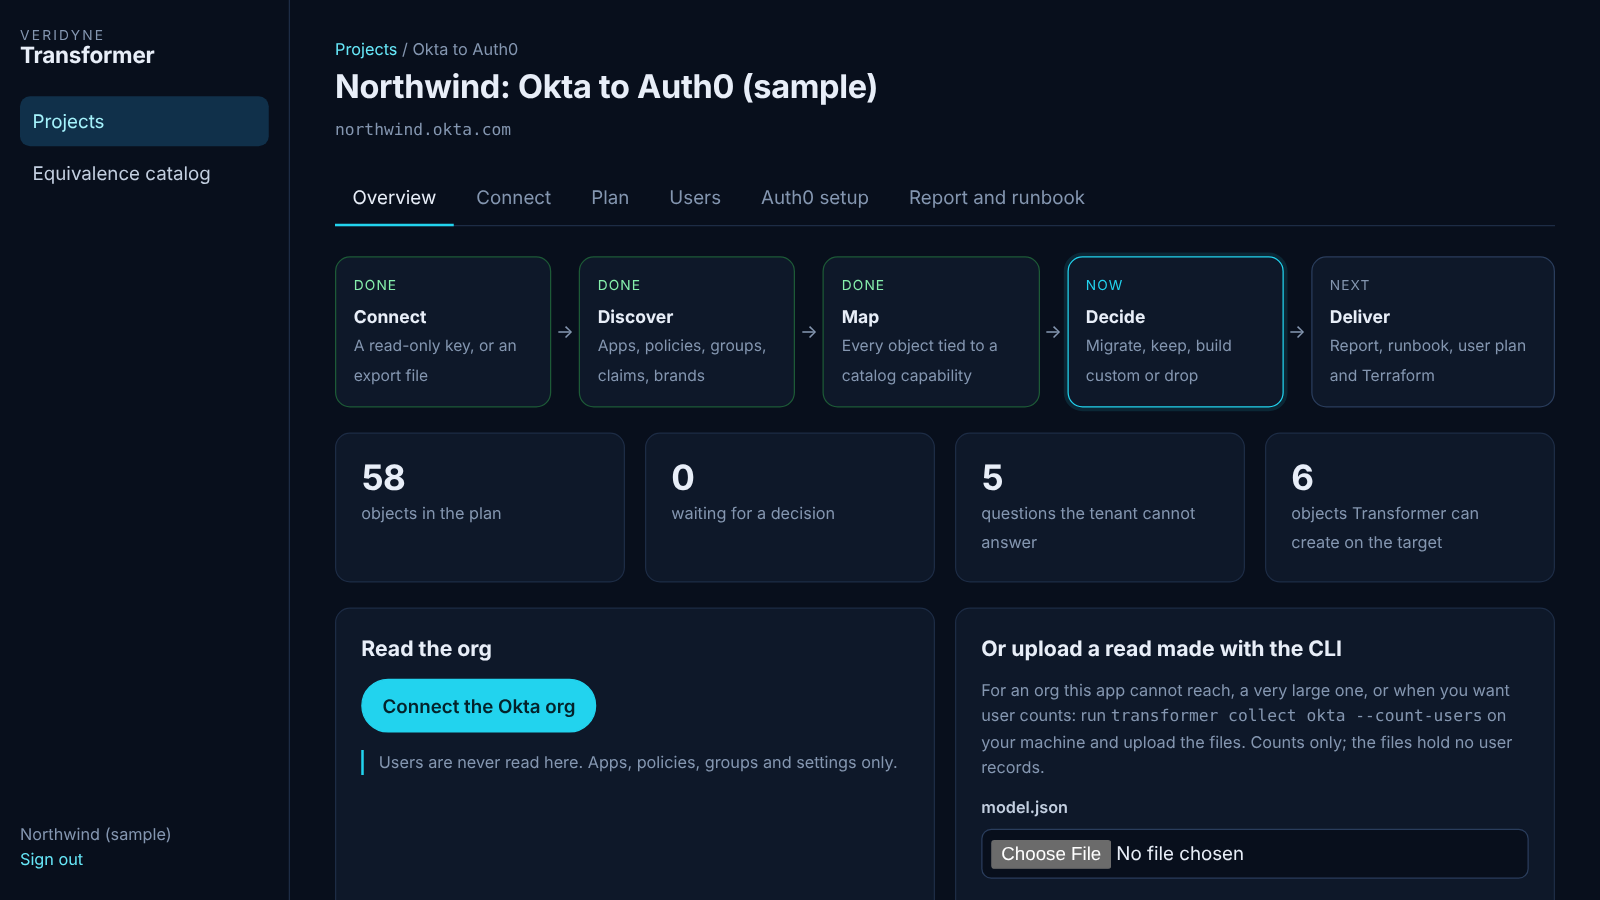 VERIDYNE
Transformer
Projects
Equivalence catalog
Northwind (sample)
Sign out
Projects / Okta to Auth0
Northwind: Okta to Auth0 (sample)
northwind.okta.com
Overview Connect Plan Users Auth0 setup Report and runbook
DONE
Connect
A read-only key, or an
export file
→
DONE
Discover
Apps, policies, groups,
claims, brands
→
DONE
Map
Every object tied to a
catalog capability
→
NOW
Decide
Migrate, keep, build
custom or drop
→
NEXT
Deliver
Report, runbook, user plan
and Terraform
58
objects in the plan
0
waiting for a decision
5
questions the tenant cannot
answer
6
objects Transformer can
create on the target
Read the org
Connect the Okta org
Users are never read here. Apps, policies, groups and settings only.
Or upload a read made with the CLI
For an org this app cannot reach, a very large one, or when you want
user counts: run transformer collect okta --count-users on
your machine and upload the files. Counts only; the files hold no user
records.
model.json
Choose File No file chosen